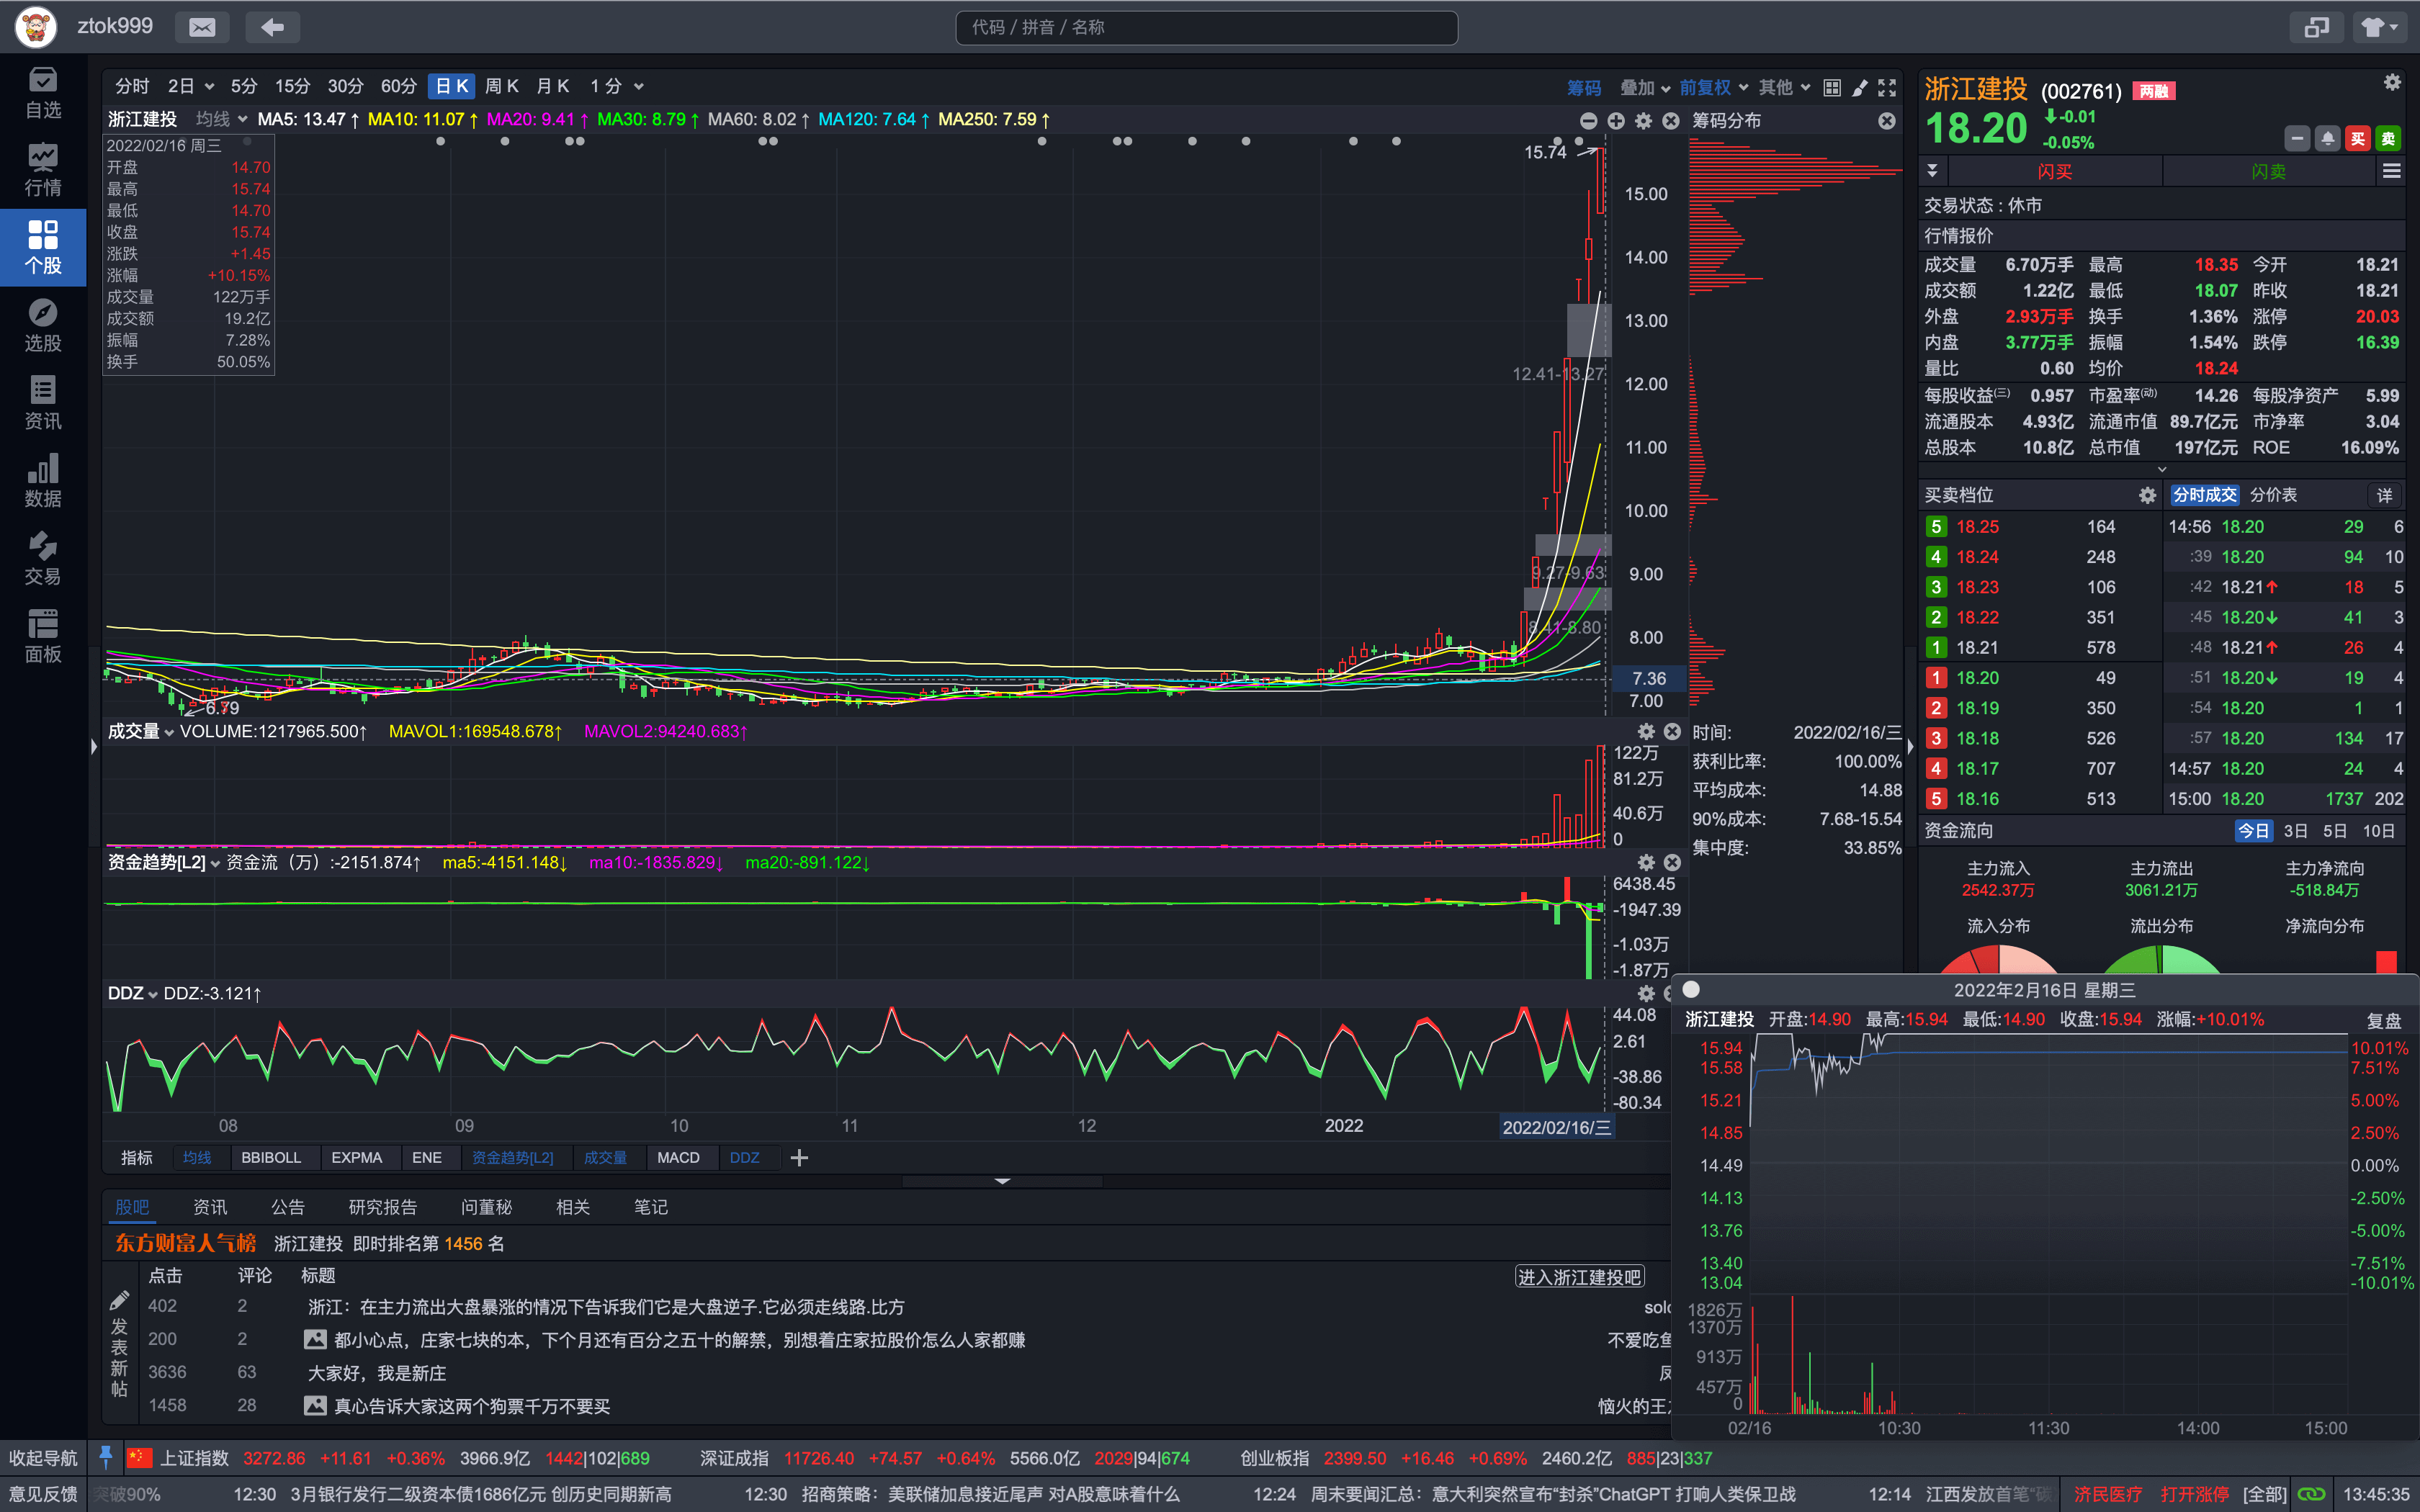 ztok999
代码 / 拼音 / 名称
自选
行情
个股
选股
资讯
数据
交易
面板
分时 2日 5分 15分 30分 60分 日K 周K 月K 1分
筹码 叠加 前复权 其他
浙江建投 均线 MA5: 13.47↑ MA10: 11.07↑ MA20: 9.41↑ MA30: 8.79↑ MA60: 8.02↑ MA120: 7.64↑ MA250: 7.59↑
2022/02/16 周三
开盘 14.70
最高 15.74
最低 14.70
收盘 15.74
涨跌 +1.45
涨幅 +10.15%
成交量 122万手
成交额 19.2亿
振幅 7.28%
换手 50.05%
15.74
12.41-13.27
9.27-9.63
8.41-8.80
6.79
15.00
14.00
13.00
12.00
11.00
10.00
9.00
8.00
7.36
7.00
筹码分布
时间: 2022/02/16/三
获利比率: 100.00%
平均成本: 14.88
90%成本: 7.68-15.54
集中度: 33.85%
成交量 VOLUME:1217965.500↑ MAVOL1:169548.678↑ MAVOL2:94240.683↑
122万
81.2万
40.6万
0
资金趋势[L2] 资金流（万）:-2151.874↑ ma5:-4151.148↓ ma10:-1835.829↓ ma20:-891.122↓
6438.45
-1947.39
-1.03万
-1.87万
DDZ DDZ:-3.121↑
44.08
2.61
-38.86
-80.34
08 09 10 11 12 2022 2022/02/16/三
指标 均线 BBIBOLL EXPMA ENE 资金趋势[L2] 成交量 MACD DDZ
股吧 资讯 公告 研究报告 问董秘 相关 笔记
东方财富人气榜 浙江建投 即时排名第 1456 名
点击 评论 标题 进入浙江建投吧
发表新帖
402 2 浙江：在主力流出大盘暴涨的情况下告诉我们它是大盘逆子.它必须走线路.比方
200 2 都小心点，庄家七块的本，下个月还有百分之五十的解禁，别想着庄家拉股价怎么人家都赚 不爱吃鱼
3636 63 大家好，我是新庄
1458 28 真心告诉大家这两个狗票千万不要买 恼火的王
浙江建投 (002761) 两融
18.20 -0.01
-0.05%
买 卖
闪买 闪卖
交易状态：休市
行情报价
成交量 6.70万手 最高 18.35 今开 18.21
成交额 1.22亿 最低 18.07 昨收 18.21
外盘 2.93万手 换手 1.36% 涨停 20.03
内盘 3.77万手 振幅 1.54% 跌停 16.39
量比 0.60 均价 18.24
每股收益(三) 0.957 市盈率(动) 14.26 每股净资产 5.99
流通股本 4.93亿 流通市值 89.7亿元 市净率 3.04
总股本 10.8亿 总市值 197亿元 ROE 16.09%
买卖档位
5 18.25 164
4 18.24 248
3 18.23 106
2 18.22 351
1 18.21 578
1 18.20 49
2 18.19 350
3 18.18 526
4 18.17 707
5 18.16 513
分时成交 分价表 详
14:56 18.20 29 6
:39 18.20 94 10
:42 18.21↑ 18 5
:45 18.20↓ 41 3
:48 18.21↑ 26 4
:51 18.20↓ 19 4
:54 18.20 1 1
:57 18.20 134 17
14:57 18.20 24 4
15:00 18.20 1737 202
资金流向 今日 3日 5日 10日
主力流入 主力流出 主力净流向
2542.37万 3061.21万 -518.84万
流入分布 流出分布 净流向分布
2022年2月16日 星期三
浙江建投 开盘:14.90 最高:15.94 最低:14.90 收盘:15.94 涨幅:+10.01% 复盘
15.94 10.01%
15.58 7.51%
15.21 5.00%
14.85 2.50%
14.49 0.00%
14.13 -2.50%
13.76 -5.00%
13.40 -7.51%
13.04 -10.01%
1826万
1370万
913万
457万
0
02/16 10:30 11:30 14:00 15:00
收起导航 上证指数 3272.86 +11.61 +0.36% 3966.9亿 1442|102|689 深证成指 11726.40 +74.57 +0.64% 5566.0亿 2029|94|674 创业板指 2399.50 +16.46 +0.69% 2460.2亿 885|23|337
意见反馈 突破90% 12:30 3月银行发行二级资本债1686亿元 创历史同期新高 12:30 招商策略：美联储加息接近尾声 对A股意味着什么 12:24 周末要闻汇总：意大利突然宣布“封杀”ChatGPT 打响人类保卫战 12:14 江西发放首笔“碳 济民医疗 打开涨停 [全部] 13:45:35